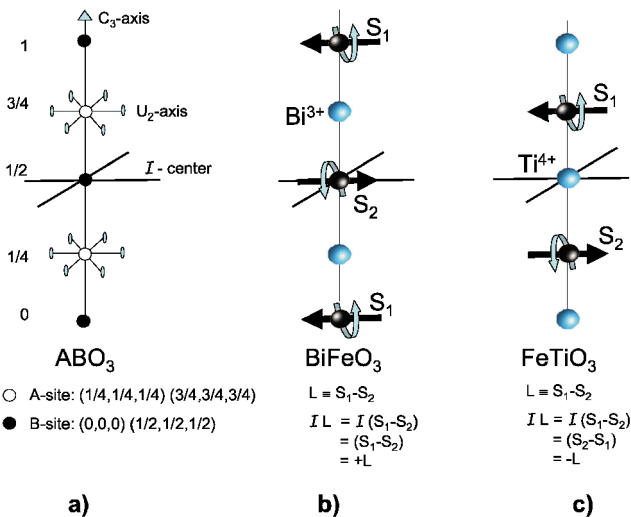 C₃-axis
1
3/4
U₂-axis
1/2
I - center
1/4
0
ABO₃
A-site: (1/4,1/4,1/4) (3/4,3/4,3/4)
B-site: (0,0,0) (1/2,1/2,1/2)
a)
S₁
Bi³⁺
S₂
S₁
BiFeO₃
L ≡ S₁-S₂
I L = I (S₁-S₂)
= (S₁-S₂)
= +L
b)
S₁
Ti⁴⁺
S₂
FeTiO₃
L ≡ S₁-S₂
I L = I (S₁-S₂)
= (S₂-S₁)
= -L
c)